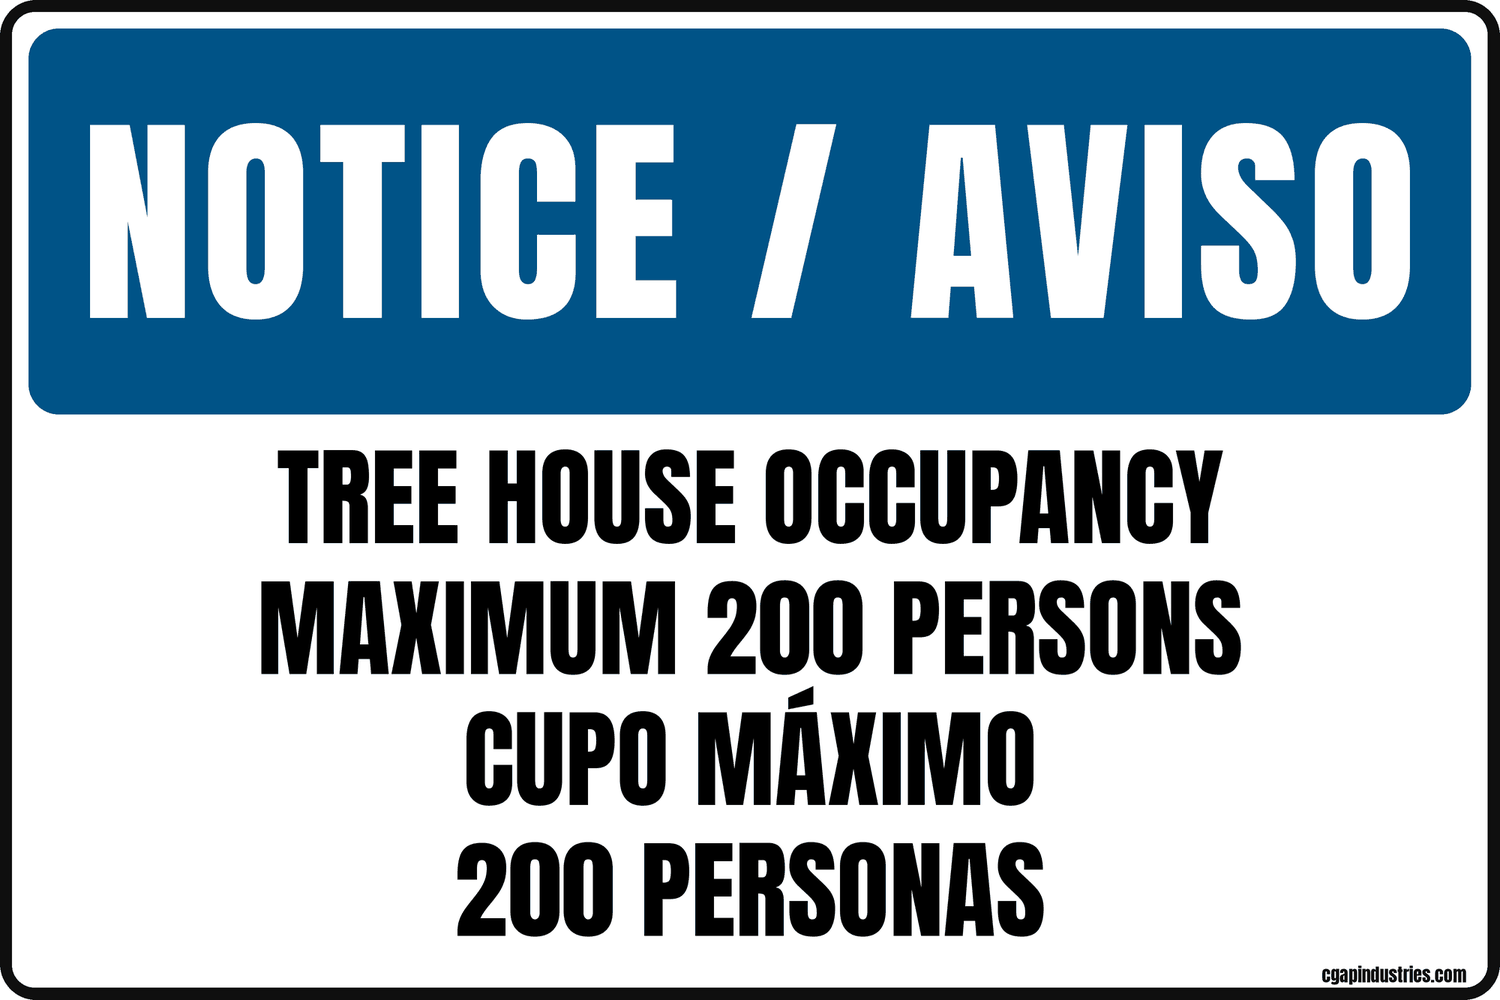 NOTICE / AVISO
TREE HOUSE OCCUPANCY
MAXIMUM 200 PERSONS
CUPO MÁXIMO
200 PERSONAS
cgapindustries.com